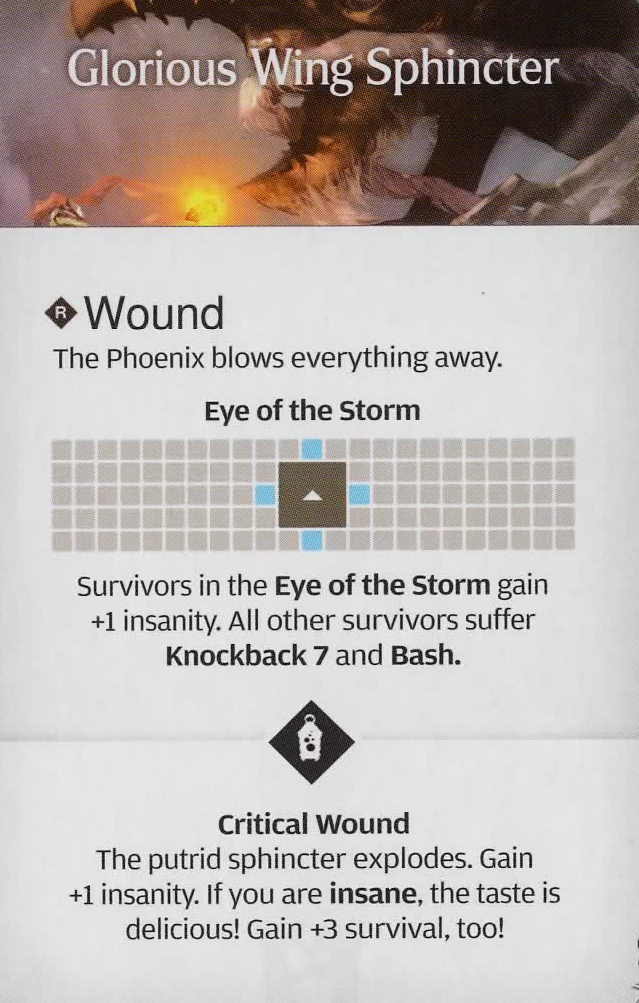 Glorious Wing Sphincter
R Wound
The Phoenix blows everything away.
Eye of the Storm
Survivors in the Eye of the Storm gain
+1 insanity. All other survivors suffer
Knockback 7 and Bash.
Critical Wound
The putrid sphincter explodes. Gain
+1 insanity. If you are insane, the taste is
delicious! Gain +3 survival, too!